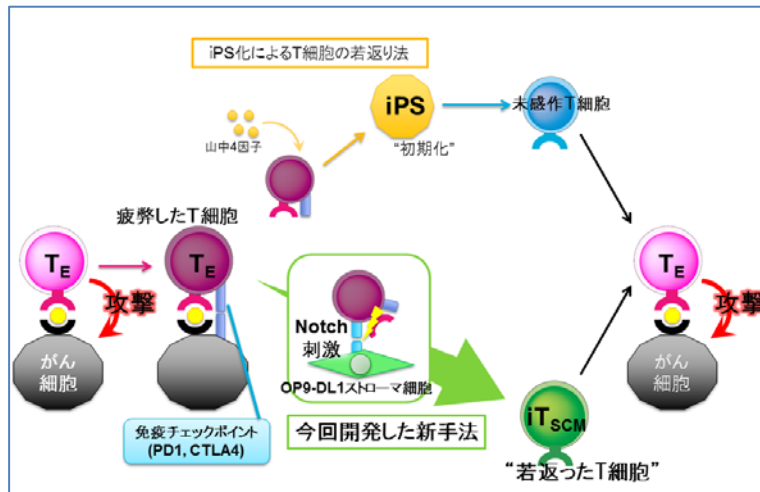 iPS化によるT細胞の若返り法
iPS
未感作T細胞
山中4因子
“初期化”
疲弊したT細胞
TE
TE
攻撃
がん
細胞
Notch
刺激
OP9-DL1ストローマ細胞
TE
攻撃
がん
細胞
免疫チェックポイント
(PD1, CTLA4)
今回開発した新手法
iTSCM
“若返ったT細胞”